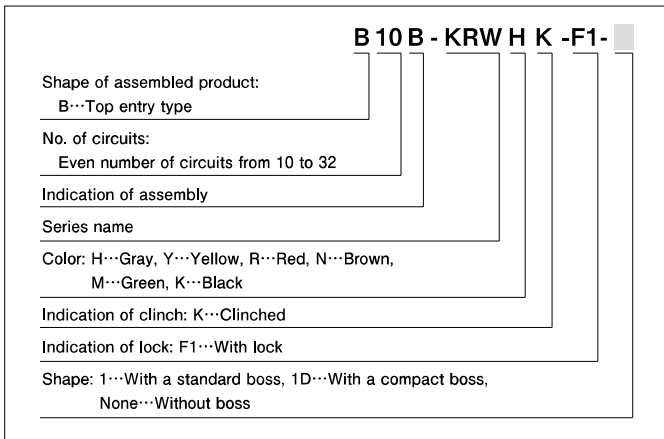 B 10 B - KRW H K -F1-
Shape of assembled product:
B···Top entry type
No. of circuits:
Even number of circuits from 10 to 32
Indication of assembly
Series name
Color: H···Gray, Y···Yellow, R···Red, N···Brown,
M···Green, K···Black
Indication of clinch: K···Clinched
Indication of lock: F1···With lock
Shape: 1···With a standard boss, 1D···With a compact boss,
None···Without boss